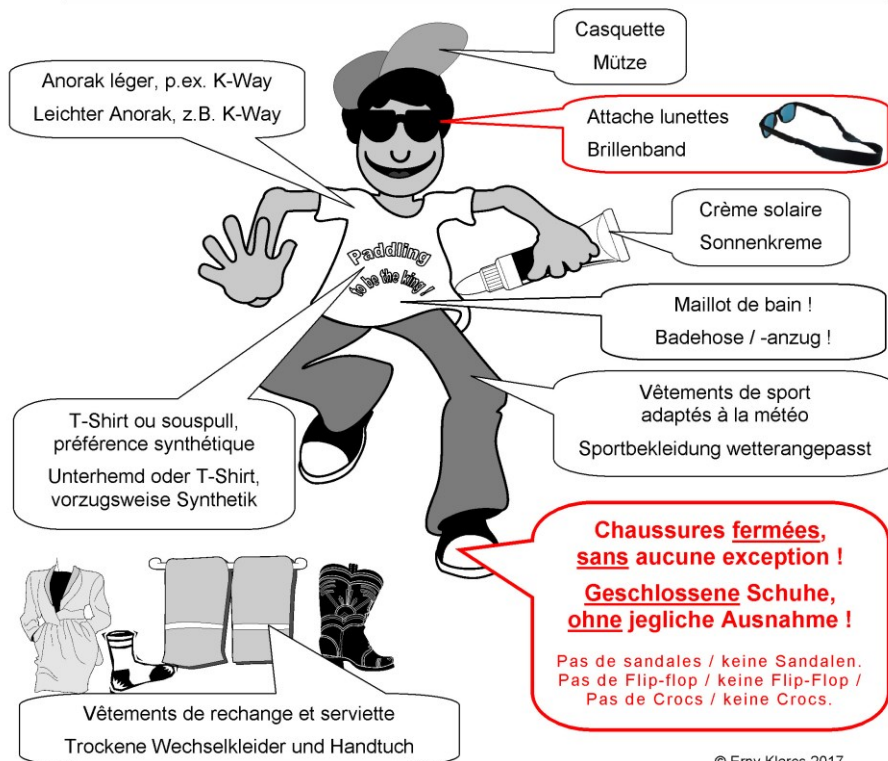 Casquette
Mütze
Anorak léger, p.ex. K-Way
Leichter Anorak, z.B. K-Way
Attache lunettes
Brillenband
Crème solaire
Sonnenkreme
Paddling
to be the king !
Maillot de bain !
Badehose / -anzug !
Vêtements de sport
adaptés à la météo
Sportbekleidung wetterangepasst
T-Shirt ou souspull,
préférence synthétique
Unterhemd oder T-Shirt,
vorzugsweise Synthetik
Chaussures fermées,
sans aucune exception !
Geschlossene Schuhe,
ohne jegliche Ausnahme !
Pas de sandales / keine Sandalen.
Pas de Flip-flop / keine Flip-Flop /
Pas de Crocs / keine Crocs.
Vêtements de rechange et serviette
Trockene Wechselkleider und Handtuch
© Erny Klares 2017